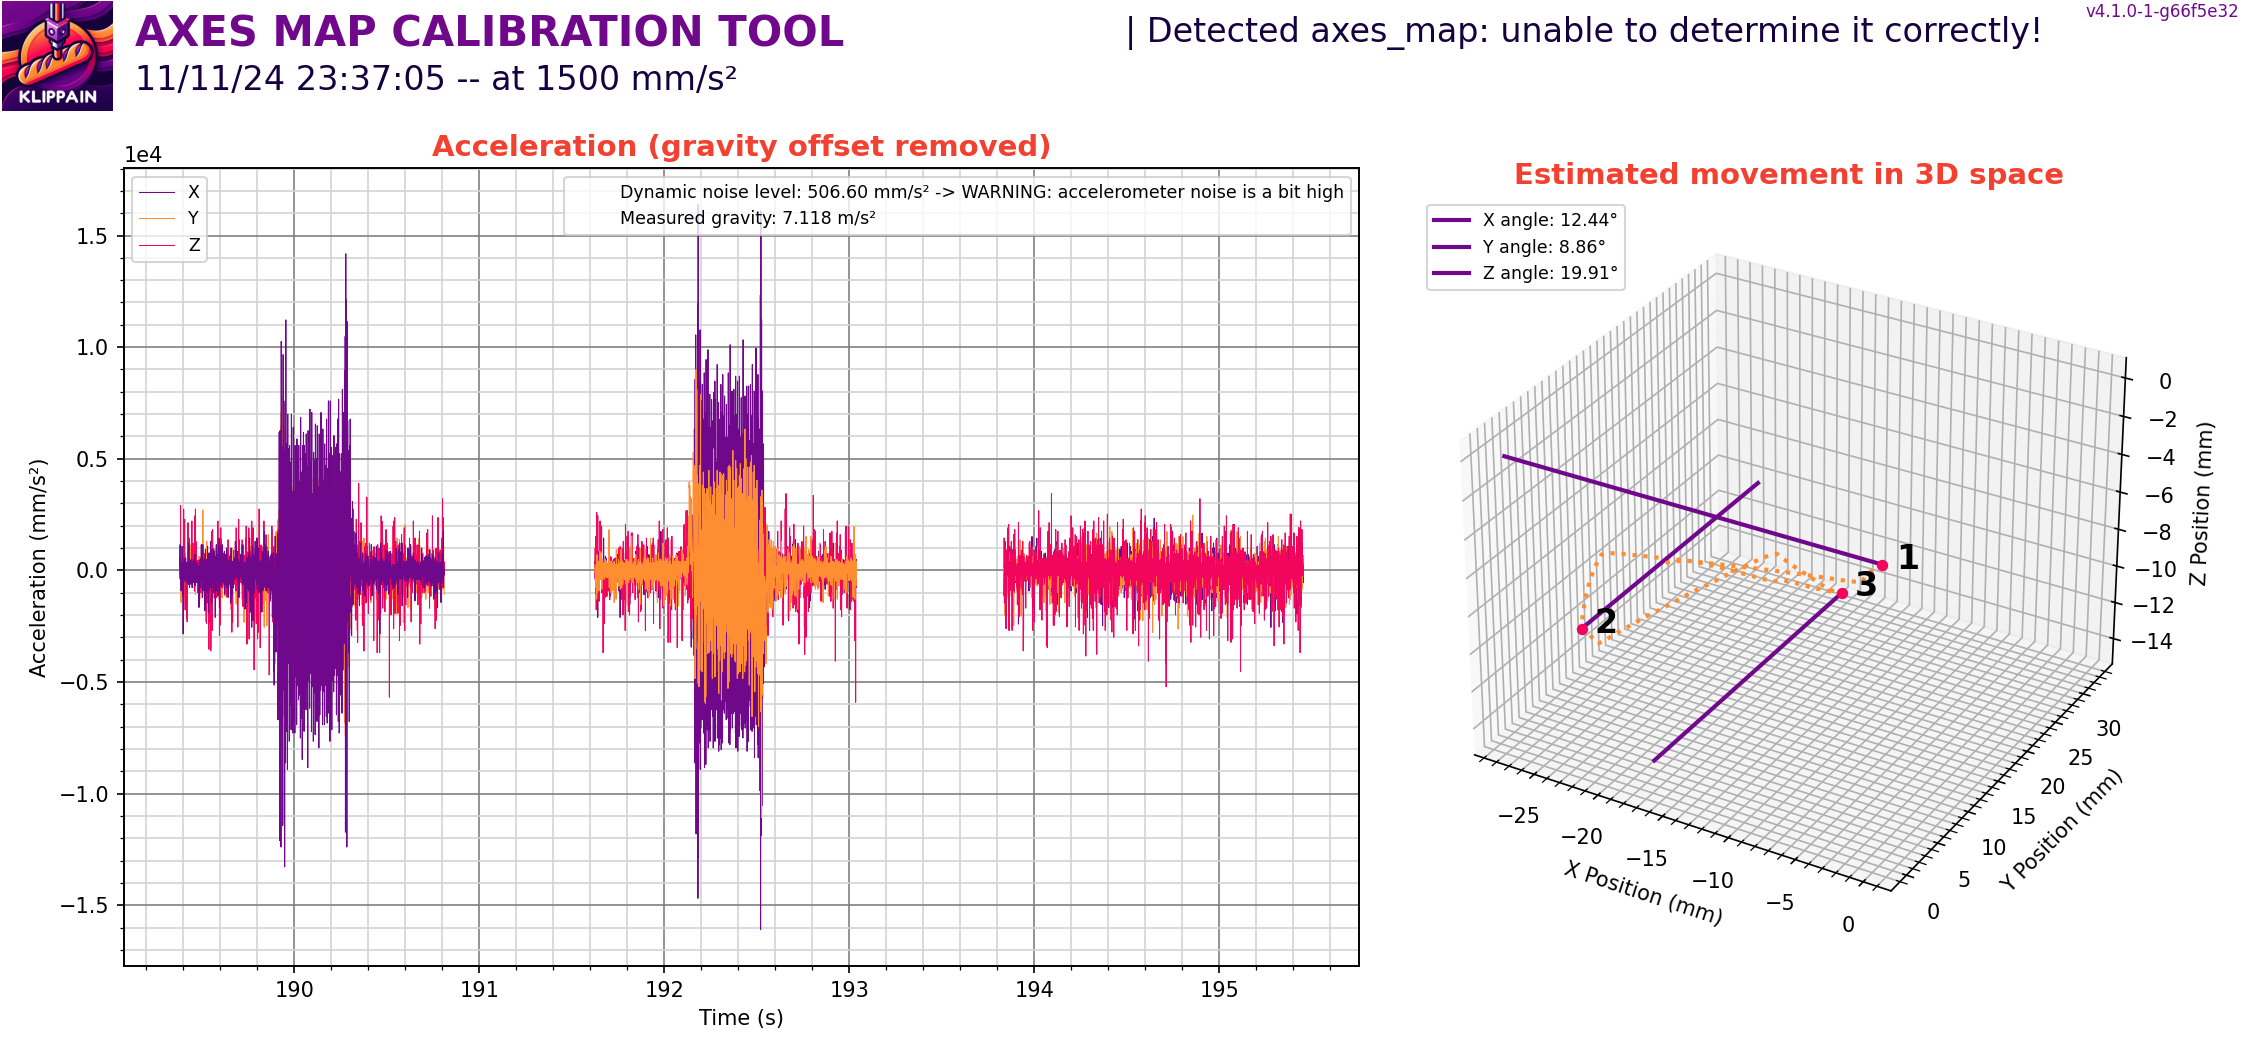 AXES MAP CALIBRATION TOOL
| Detected axes_map: unable to determine it correctly!
v4.1.0-1-g66f5e32
11/11/24 23:37:05 -- at 1500 mm/s²
KLIPPAIN
Acceleration (gravity offset removed)
1e4
X
Y
Z
Dynamic noise level: 506.60 mm/s² -> WARNING: accelerometer noise is a bit high
Measured gravity: 7.118 m/s²
1.5
1.0
0.5
0.0
−0.5
−1.0
−1.5
Acceleration (mm/s²)
190 191 192 193 194 195
Time (s)
Estimated movement in 3D space
X angle: 12.44°
Y angle: 8.86°
Z angle: 19.91°
1
3
2
0
−2
−4
−6
−8
−10
−12
−14
Z Position (mm)
−25
−20
−15
−10
−5
0
X Position (mm)
30
25
20
15
10
5
0
Y Position (mm)